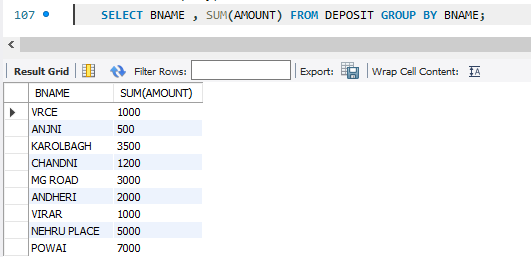 107 SELECT BNAME , SUM(AMOUNT) FROM DEPOSIT GROUP BY BNAME;
Result Grid Filter Rows: Export: Wrap Cell Content: IA
BNAME SUM(AMOUNT)
VRCE 1000
ANJNI 500
KAROLBAGH 3500
CHANDNI 1200
MG ROAD 3000
ANDHERI 2000
VIRAR 1000
NEHRU PLACE 5000
POWAI 7000